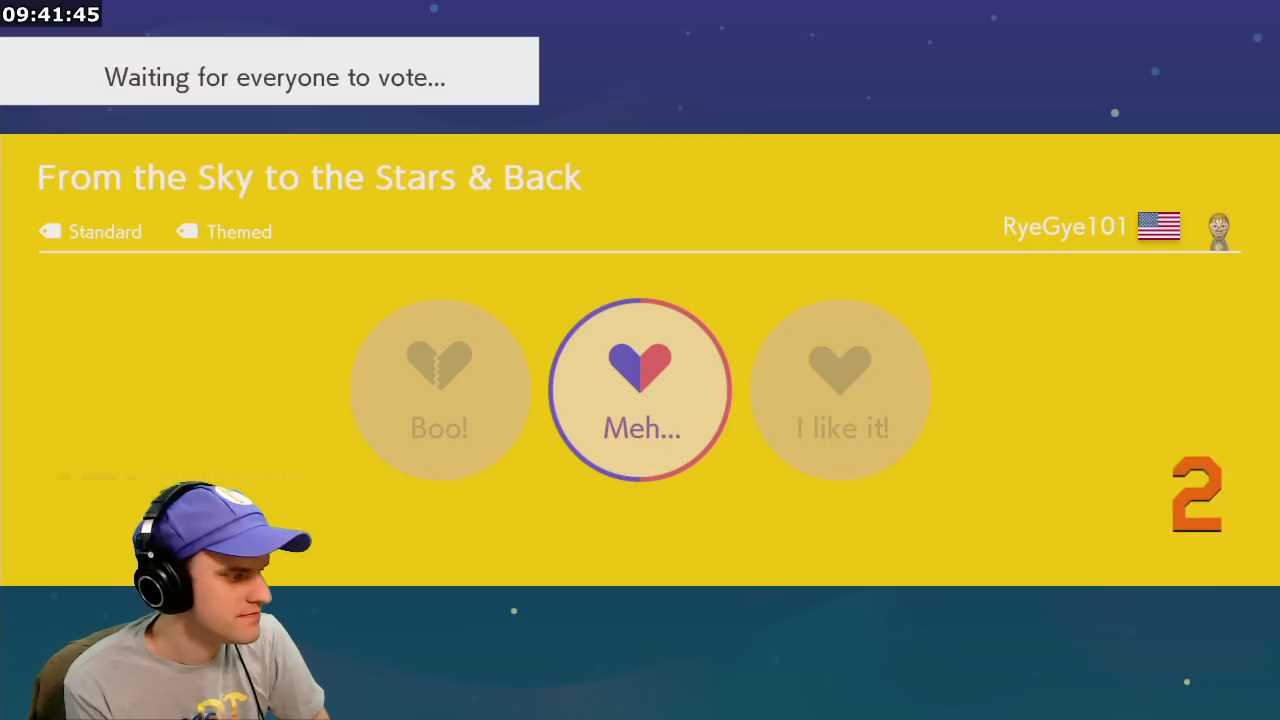 09:41:45
Waiting for everyone to vote...
From the Sky to the Stars & Back
Standard Themed
RyeGye101
Boo! Meh... I like it!
2